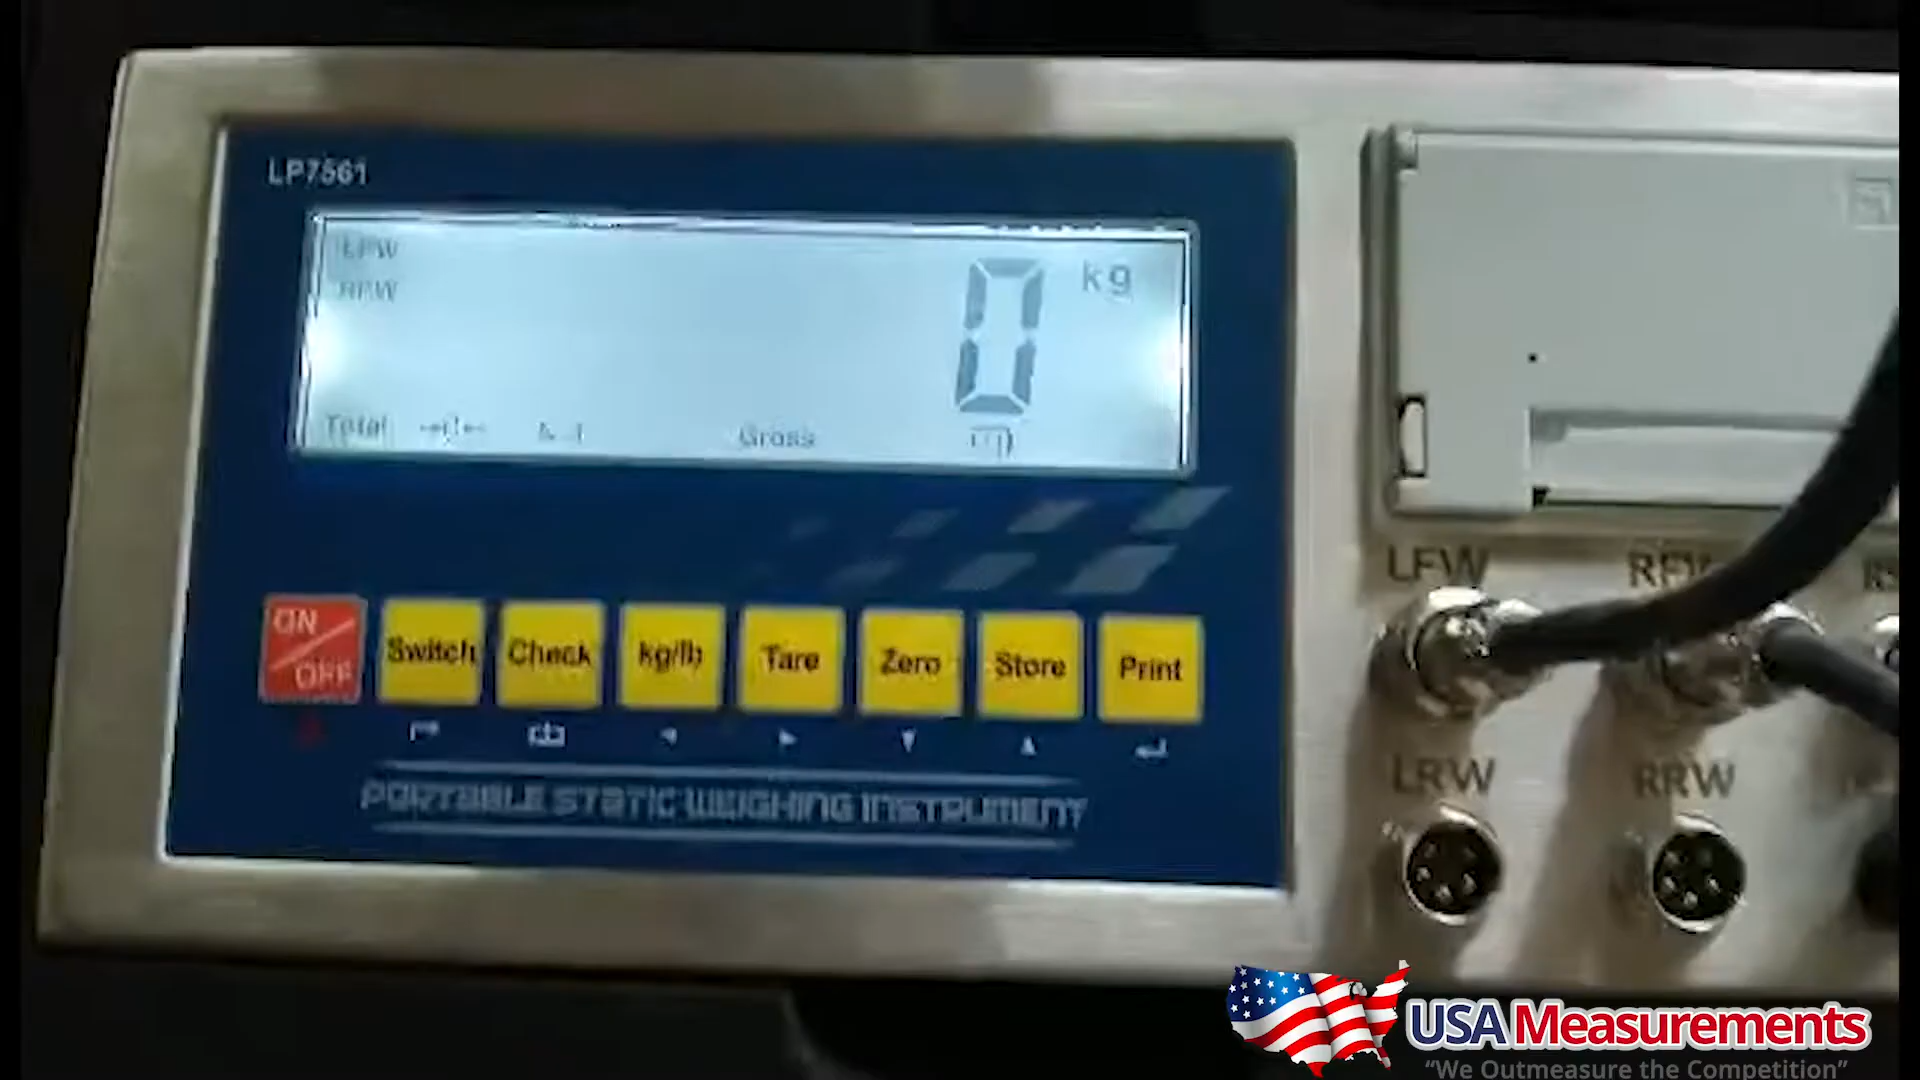 LP7561
LFW
RFW
0 kg
Total
Gross
ON
OFF
Switch
Check
kg/lb
Tare
Zero
Store
Print
PORTABLE STATIC WEIGHING INSTRUMENT
LFW
LRW
RRW
USA Measurements
“We Outmeasure the Competition”